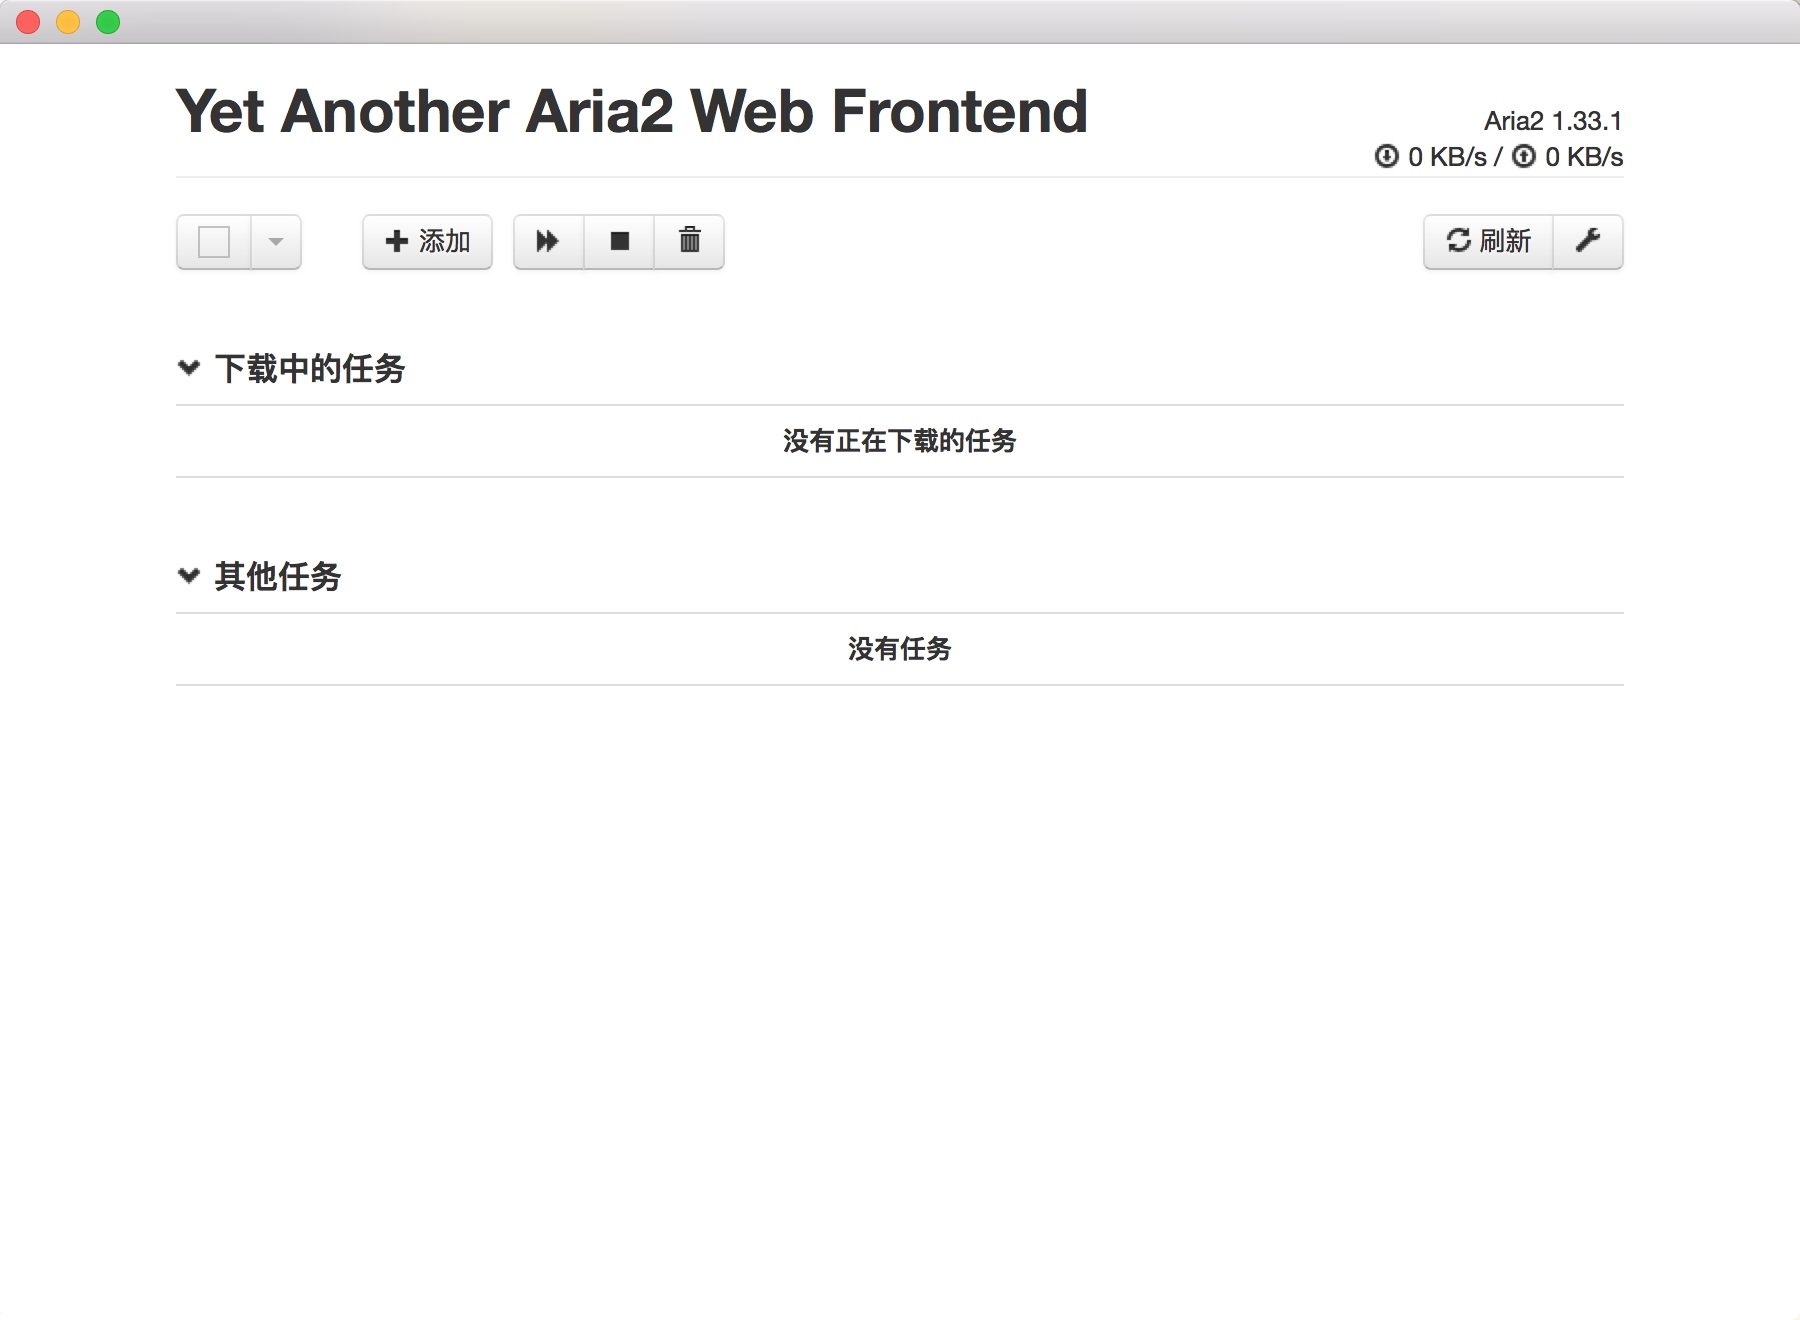 Yet Another Aria2 Web Frontend
Aria2 1.33.1
0 KB/s / 0 KB/s
添加
刷新
下载中的任务
没有正在下载的任务
其他任务
没有任务